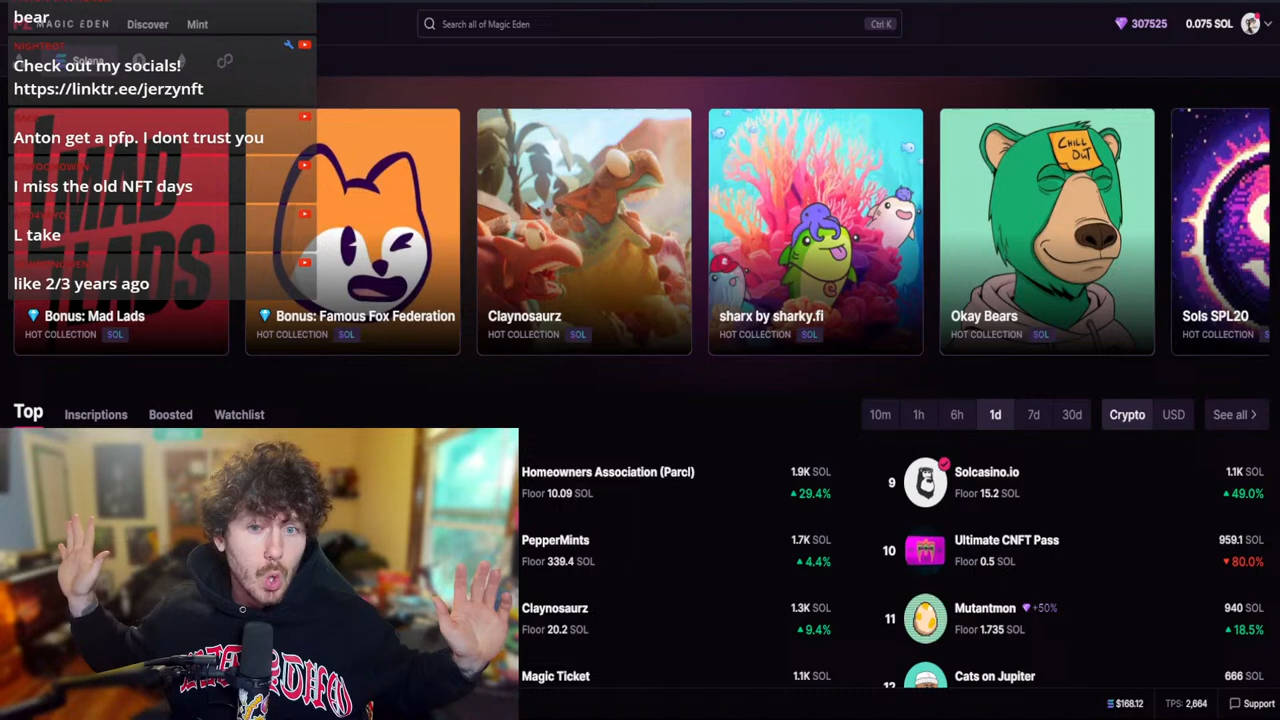 bear
MAGIC EDEN
Discover
Mint
Search all of Magic Eden
Ctrl K
307525
0.075 SOL
NIGHTBOT
Solana
Check out my socials!
https://linktr.ee/jerzynft
Anton get a pfp. I dont trust you
I miss the old NFT days
L take
like 2/3 years ago
MAD
LADS
CHILL
OUT
Bonus: Mad Lads
HOT COLLECTION SOL
Bonus: Famous Fox Federation
HOT COLLECTION SOL
Claynosaurz
HOT COLLECTION SOL
sharx by sharky.fi
HOT COLLECTION SOL
Okay Bears
HOT COLLECTION SOL
Sols SPL20
HOT COLLECTION
Top
Inscriptions
Boosted
Watchlist
10m
1h
6h
1d
7d
30d
Crypto
USD
See all
Homeowners Association (Parcl)
1.9K SOL
Floor 10.09 SOL
29.4%
PepperMints
1.7K SOL
Floor 339.4 SOL
4.4%
Claynosaurz
1.3K SOL
Floor 20.2 SOL
9.4%
Magic Ticket
1.1K SOL
9
Solcasino.io
1.1K SOL
Floor 15.2 SOL
49.0%
10
Ultimate CNFT Pass
959.1 SOL
Floor 0.5 SOL
80.0%
11
Mutantmon +50%
940 SOL
Floor 1.735 SOL
18.5%
12
Cats on Jupiter
666 SOL
$168.12
TPS: 2,664
Support